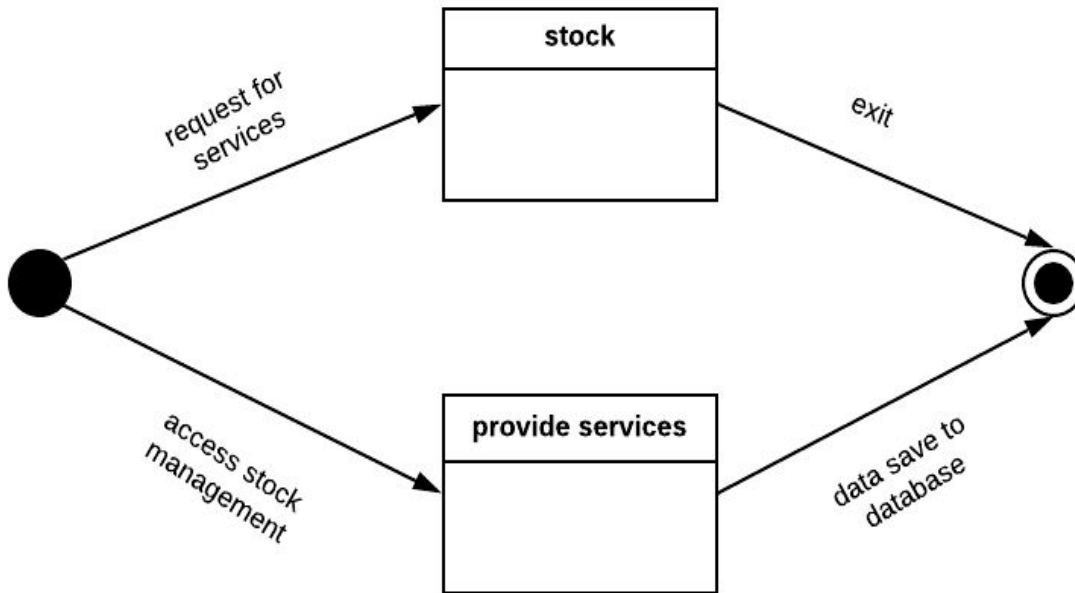 stock
request for
services
exit
access stock
management
provide services
data save to
database